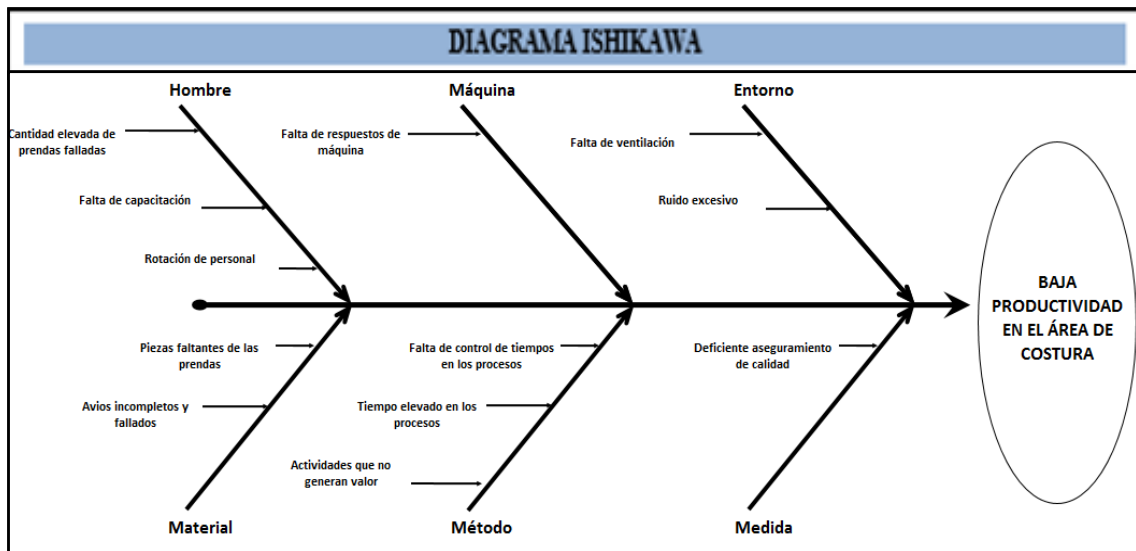 DIAGRAMA ISHIKAWA
Hombre
Máquina
Entorno
Cantidad elevada de
prendas falladas
Falta de capacitación
Rotación de personal
Falta de respuestos de
máquina
Falta de ventilación
Ruido excesivo
BAJA
PRODUCTIVIDAD
EN EL ÁREA DE
COSTURA
Piezas faltantes de las
prendas
Avios incompletos y
fallados
Falta de control de tiempos
en los procesos
Tiempo elevado en los
procesos
Actividades que no
generan valor
Deficiente aseguramiento
de calidad
Material
Método
Medida